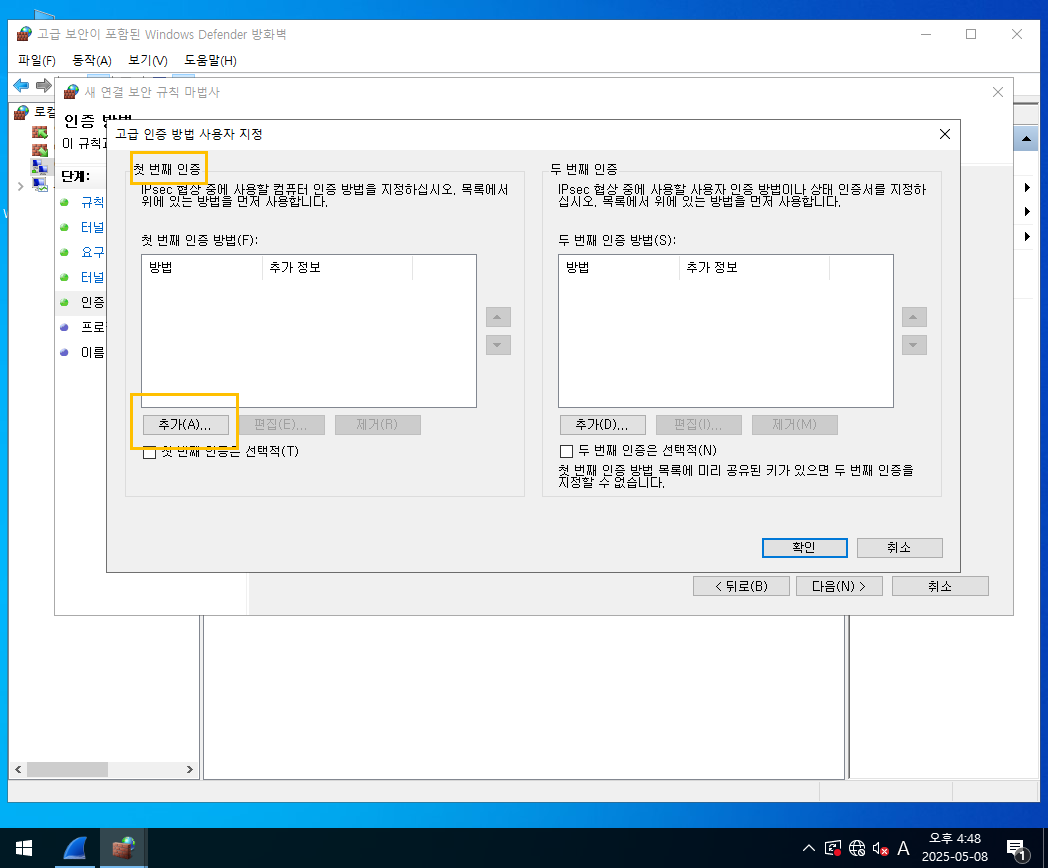 고급 보안이 포함된 Windows Defender 방화벽
파일(F) 동작(A) 보기(V) 도움말(H)
새 연결 보안 규칙 마법사
로컬
인증 방법
이 규칙
단계:
규칙
터널
요구
터널
인증
프로
이름
고급 인증 방법 사용자 지정
첫 번째 인증
IPsec 협상 중에 사용할 컴퓨터 인증 방법을 지정하십시오. 목록에서
위에 있는 방법을 먼저 사용합니다.
첫 번째 인증 방법(F):
방법 추가 정보
추가(A)... 편집(E)... 제거(R)
첫 번째 인증은 선택적(T)
두 번째 인증
IPsec 협상 중에 사용할 사용자 인증 방법이나 상태 인증서를 지정하
십시오. 목록에서 위에 있는 방법을 먼저 사용합니다.
두 번째 인증 방법(S):
방법 추가 정보
추가(D)... 편집(I)... 제거(M)
두 번째 인증은 선택적(N)
첫 번째 인증 방법 목록에 미리 공유된 키가 있으면 두 번째 인증을
지정할 수 없습니다.
확인 취소
< 뒤로(B) 다음(N) > 취소
A
오후 4:48
2025-05-08
1